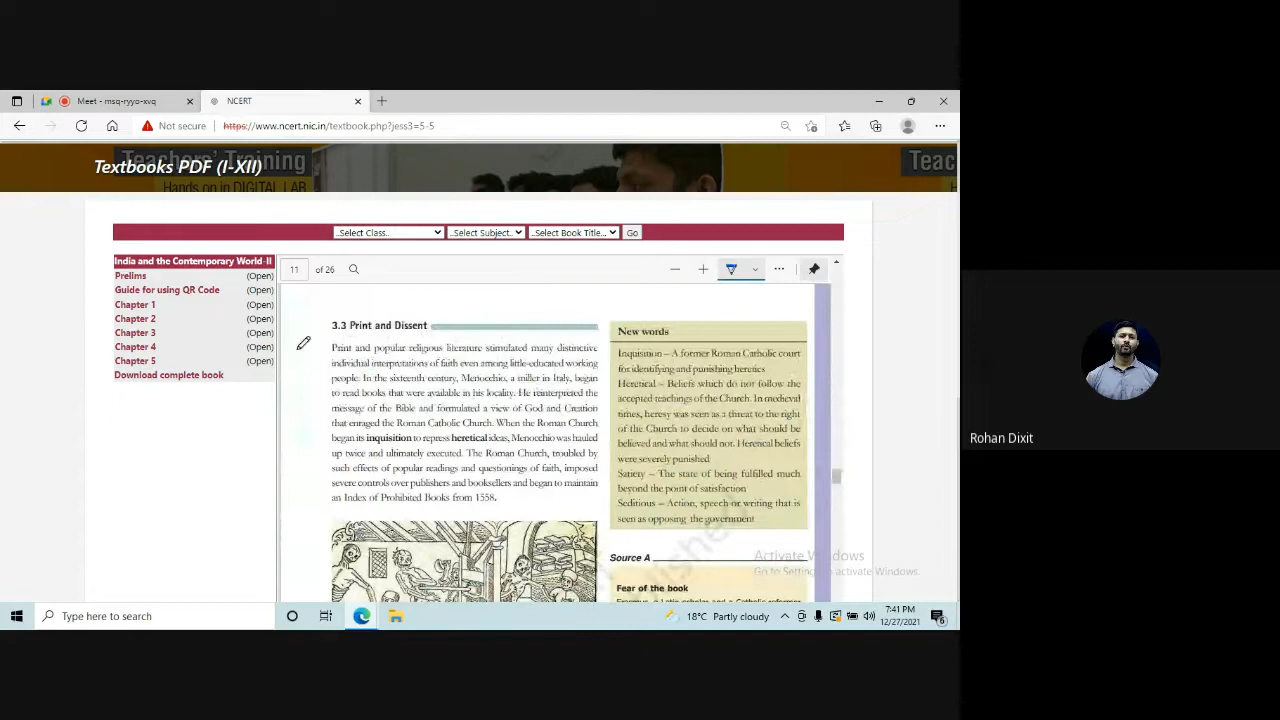 Meet - msq-ryyo-xvq
NCERT
Not secure
https://www.ncert.nic.in/textbook.php?jess3=5-5
Teachers' Training
Textbooks PDF (I-XII)
Hands on in DIGITAL LAB
Teac
..Select Class..
..Select Subject..
..Select Book Title...
Go
India and the Contemporary World-II
Prelims (Open)
Guide for using QR Code (Open)
Chapter 1 (Open)
Chapter 2 (Open)
Chapter 3 (Open)
Chapter 4 (Open)
Chapter 5 (Open)
Download complete book
11 of 26
3.3 Print and Dissent
Print and popular religious literature stimulated many distinctive
individual interpretations of faith even among little-educated working
people. In the sixteenth century, Menocchio, a miller in Italy, began
to read books that were available in his locality. He reinterpreted the
message of the Bible and formulated a view of God and Creation
that enraged the Roman Catholic Church. When the Roman Church
began its inquisition to repress heretical ideas, Menocchio was hauled
up twice and ultimately executed. The Roman Church, troubled by
such effects of popular readings and questionings of faith, imposed
severe controls over publishers and booksellers and began to maintain
an Index of Prohibited Books from 1558.
New words
Inquisition – A former Roman Catholic court
for identifying and punishing heretics
Heretical – Beliefs which do not follow the
accepted teachings of the Church. In medieval
times, heresy was seen as a threat to the right
of the Church to decide on what should be
believed and what should not. Heretical beliefs
were severely punished
Satiety – The state of being fulfilled much
beyond the point of satisfaction
Seditious – Action, speech or writing that is
seen as opposing the government
Source A
Fear of the book
Erasmus, a Latin scholar and a Catholic reformer,
Activate Windows
Go to Settings to activate Windows.
Type here to search
18°C Partly cloudy
7:41 PM
12/27/2021
6
Rohan Dixit